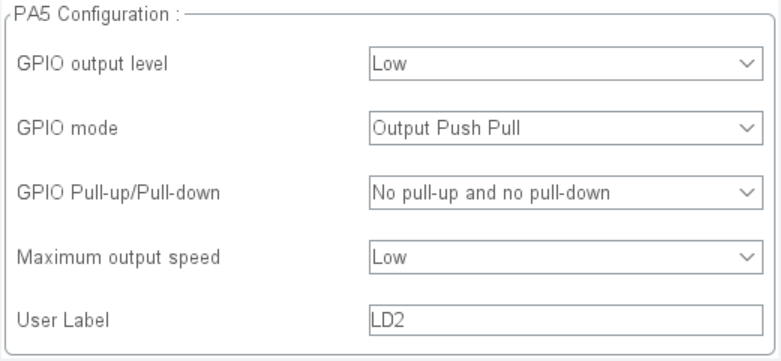 PA5 Configuration :
GPIO output level Low
GPIO mode Output Push Pull
GPIO Pull-up/Pull-down No pull-up and no pull-down
Maximum output speed Low
User Label LD2